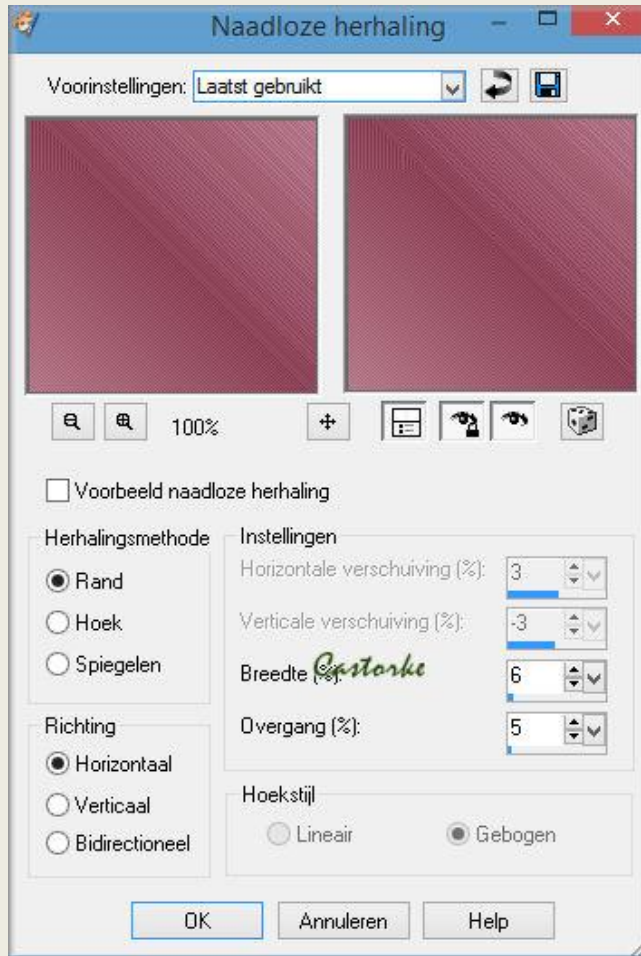 Naadloze herhaling
Voorinstellingen: Laatst gebruikt
100%
Voorbeeld naadloze herhaling
Herhalingsmethode
Rand
Hoek
Spiegelen
Richting
Horizontaal
Verticaal
Bidirectioneel
Instellingen
Horizontale verschuiving (%): 3
Verticale verschuiving (%): -3
Breedte (%): 6
Castorke
Overgang (%): 5
Hoekstijl
Lineair Gebogen
OK Annuleren Help